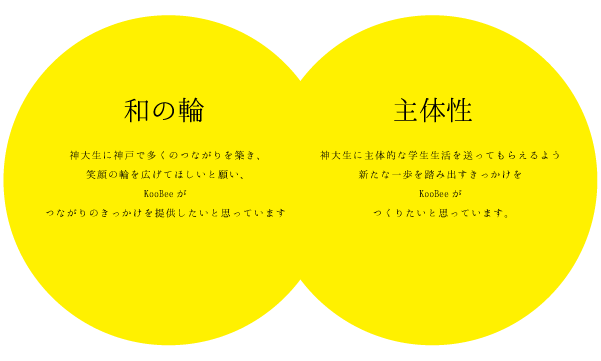 和の輪
神大生に神戸で多くのつながりを築き、
笑顔の輪を広げてほしいと願い、
KooBee が
つながりのきっかけを提供したいと思っています
主体性
神大生に主体的な学生生活を送ってもらえるよう
新たな一歩を踏み出すきっかけを
KooBee が
つくりたいと思っています。